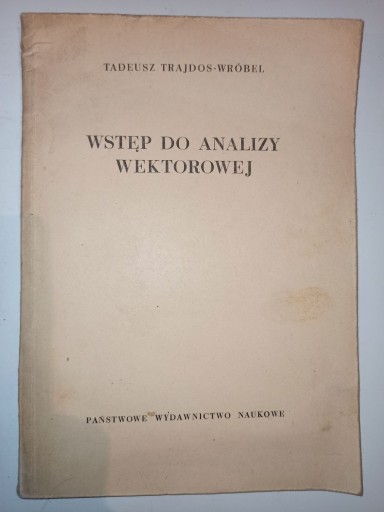 TADEUSZ TRAJDOS-WRÓBEL
WSTĘP DO ANALIZY
WEKTOROWEJ
PAŃSTWOWE WYDAWNICTWO NAUKOWE